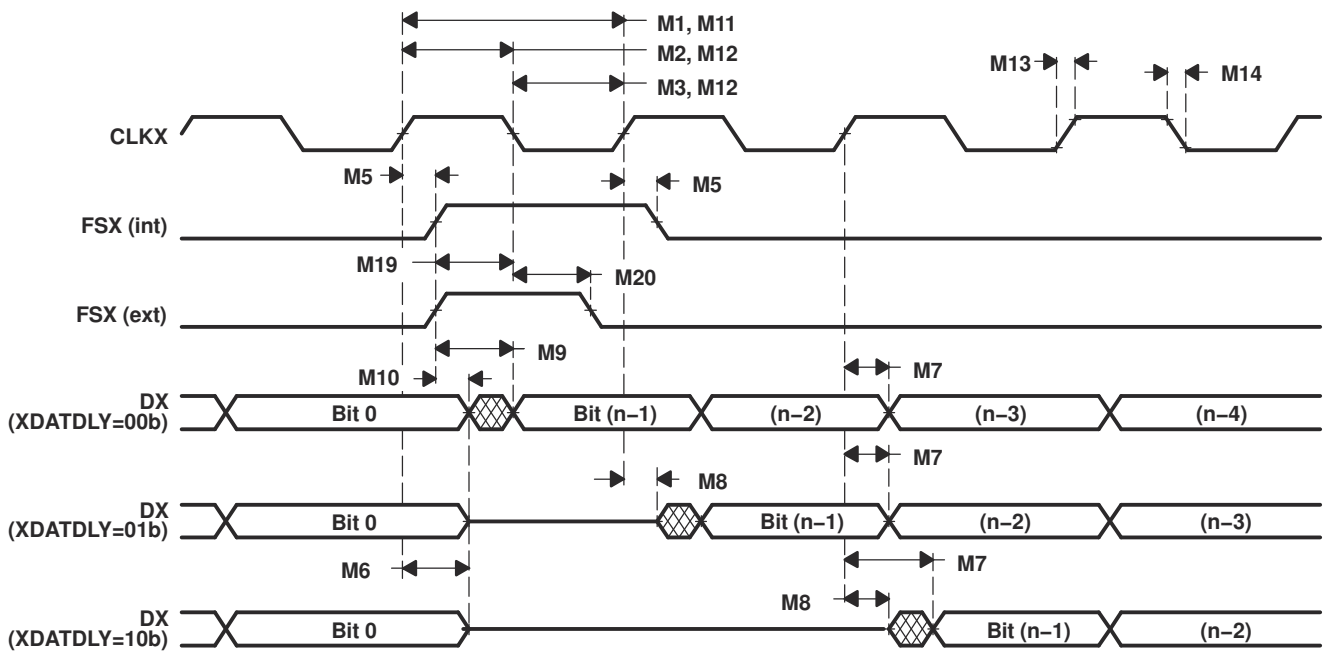 M1, M11
M2, M12
M3, M12
M13
M14
CLKX
M5
M5
FSX (int)
M19
M20
FSX (ext)
M9
M10
M7
DX
(XDATDLY=00b)
Bit 0
Bit (n−1)
(n−2)
(n−3)
(n−4)
M7
M8
DX
(XDATDLY=01b)
Bit 0
Bit (n−1)
(n−2)
(n−3)
M6
M7
M8
DX
(XDATDLY=10b)
Bit 0
Bit (n−1)
(n−2)